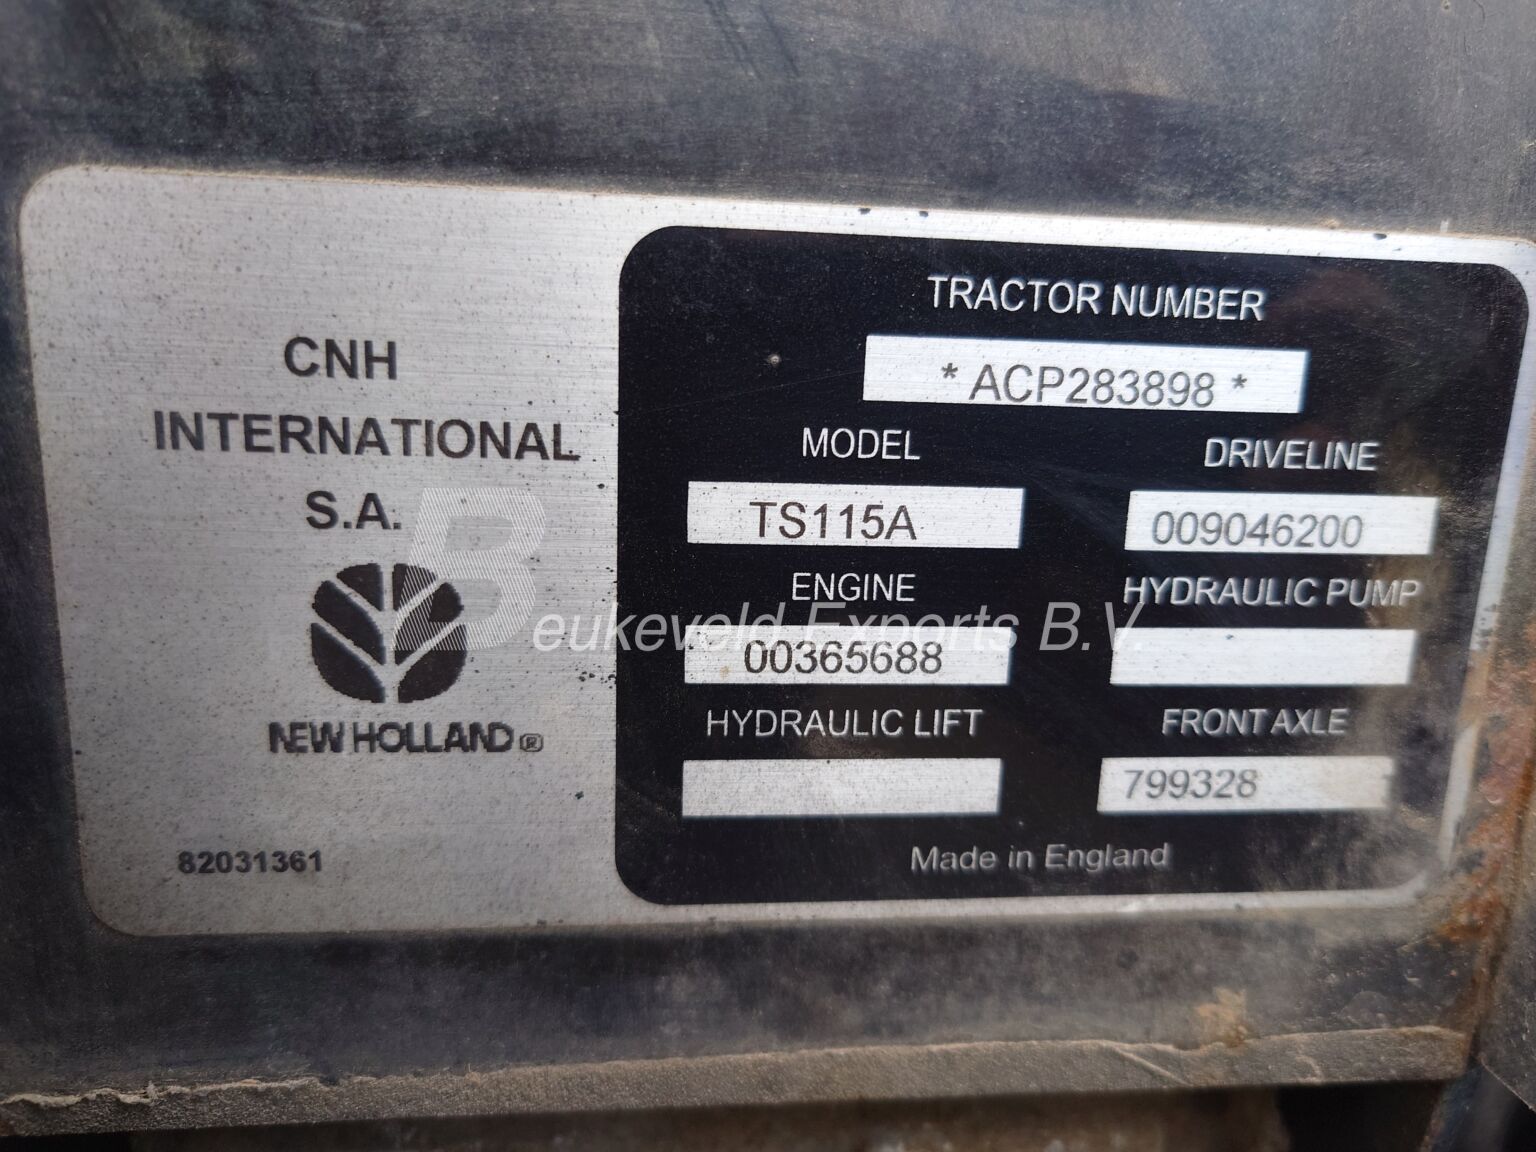 CNH
INTERNATIONAL
S.A.
NEW HOLLAND ®
82031361
TRACTOR NUMBER
* ACP283898 *
MODEL
TS115A
DRIVELINE
009046200
ENGINE
00365688
HYDRAULIC PUMP
HYDRAULIC LIFT
FRONT AXLE
799328
Made in England
Beukeveld Exports B.V.